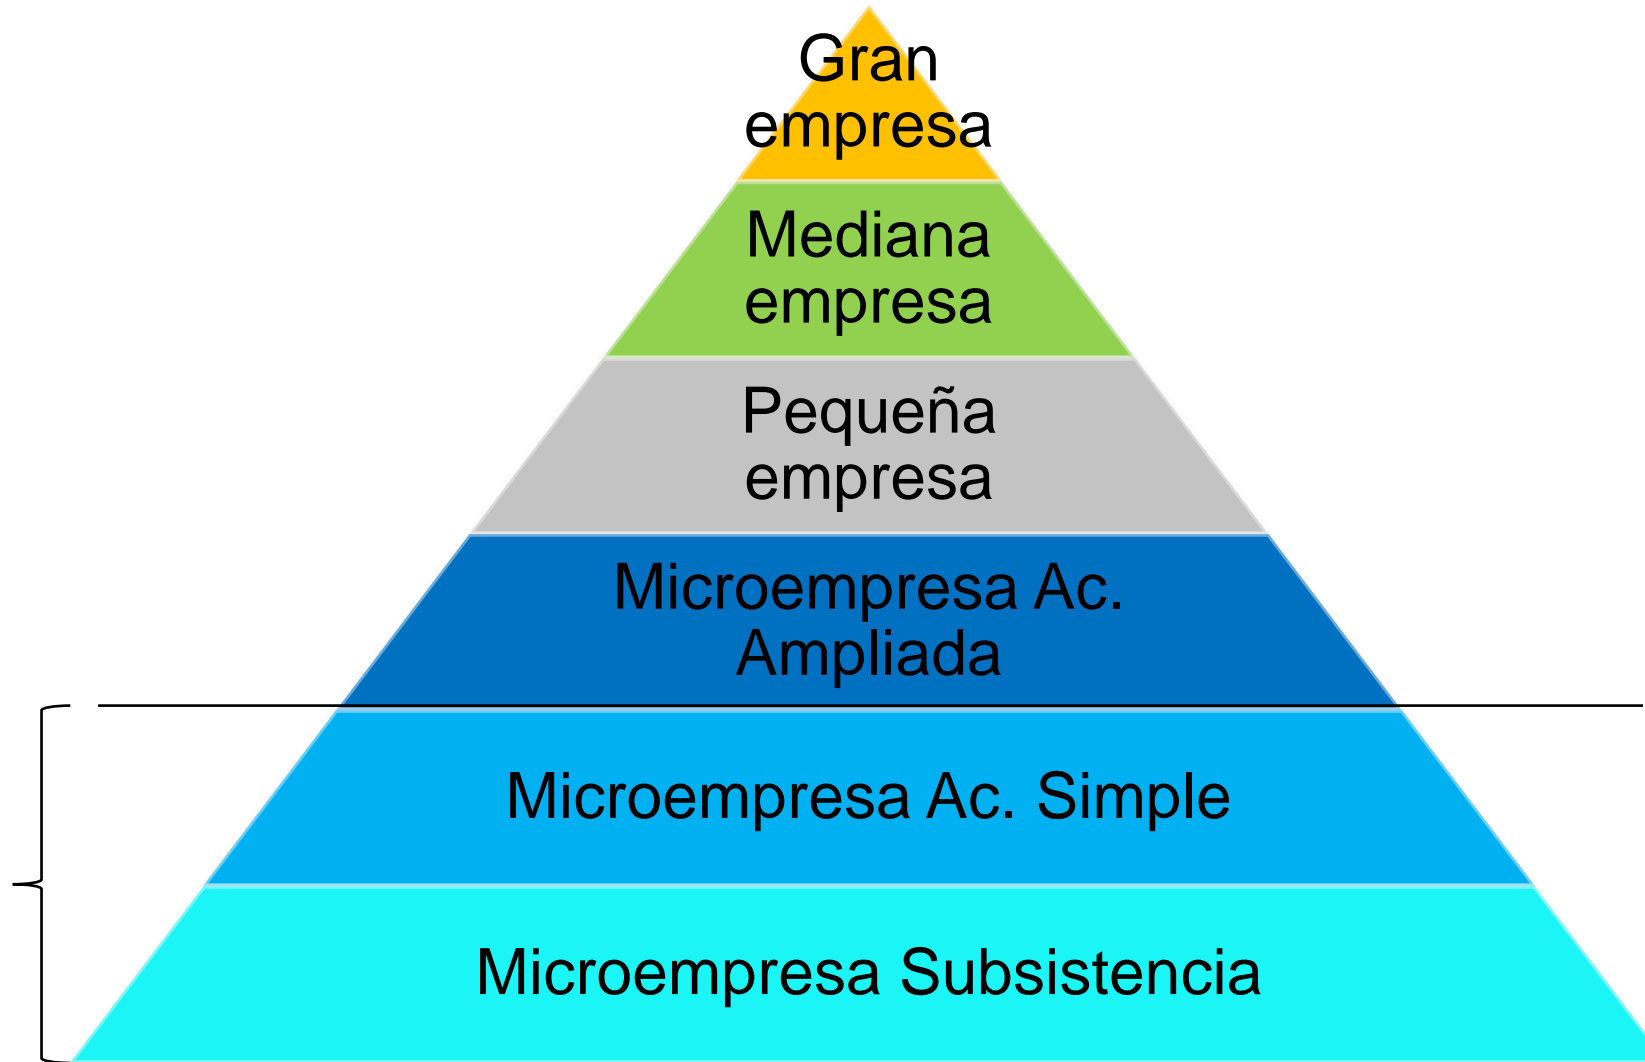 Gran
empresa
Mediana
empresa
Pequeña
empresa
Microempresa Ac.
Ampliada
Microempresa Ac. Simple
Microempresa Subsistencia